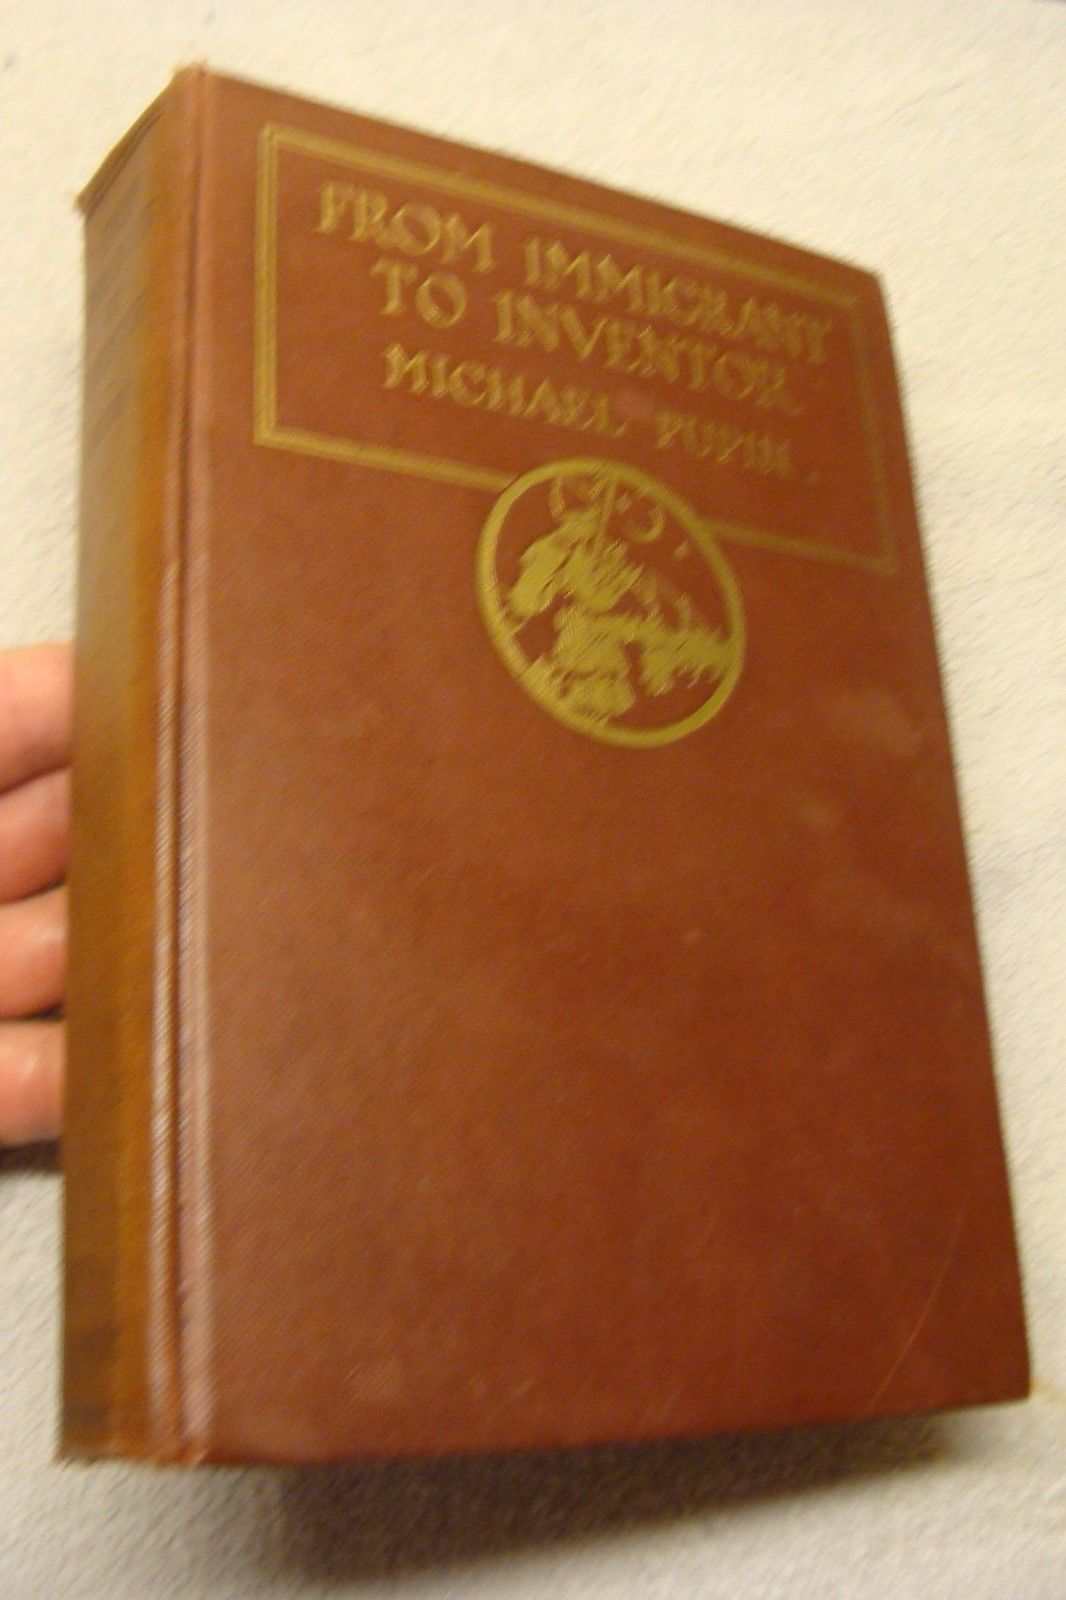 FROM IMMIGRANT
TO INVENTOR
MICHAEL PUPIN